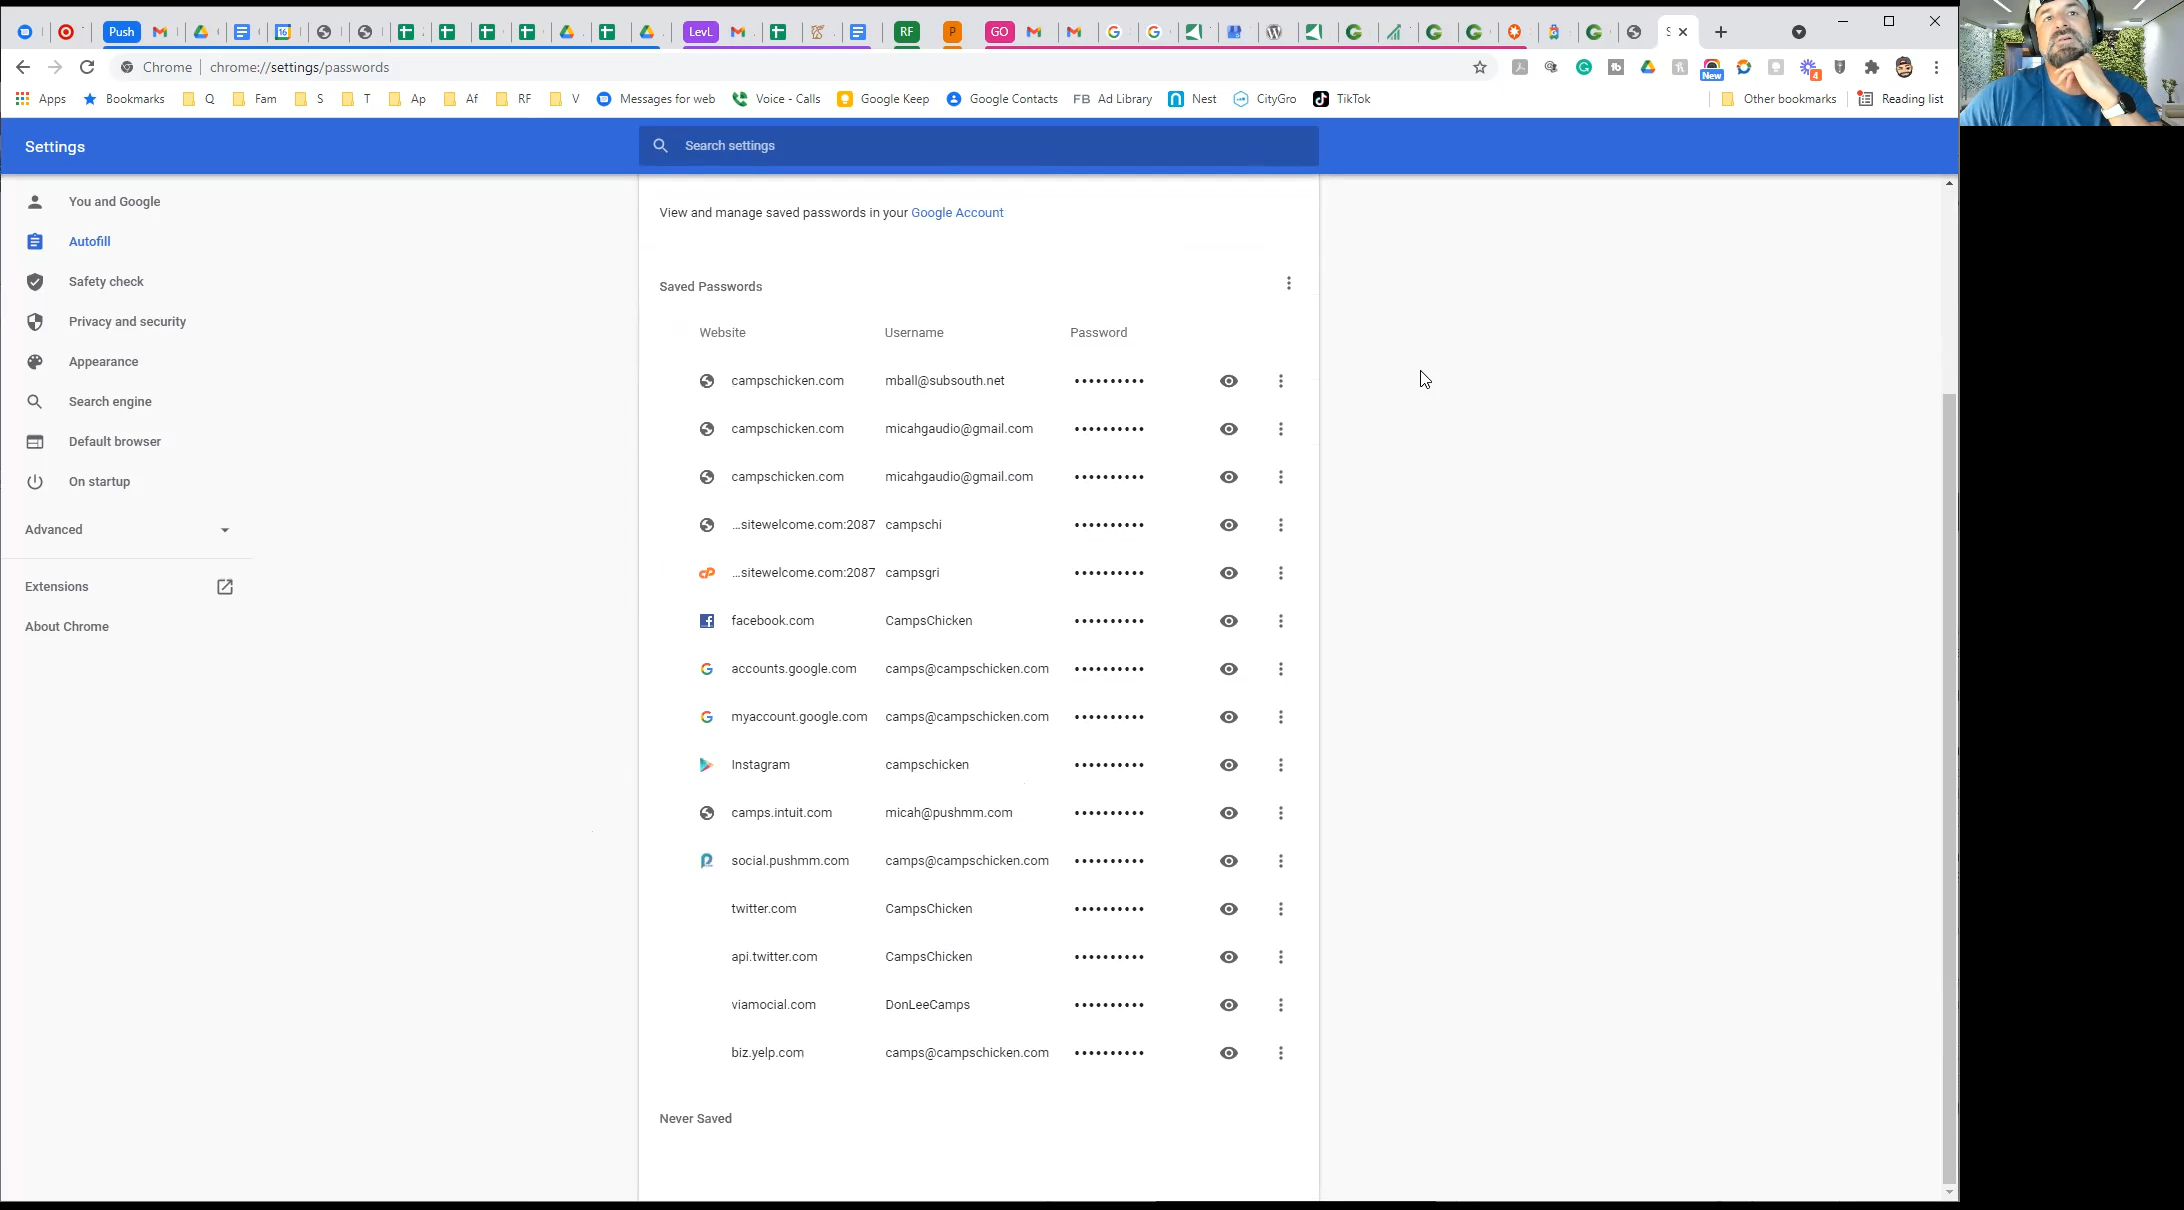 Push
LevL
RF
P
GO
S
Chrome chrome://settings/passwords
New
4
Apps Bookmarks Q Fam S T Ap Af RF V Messages for web Voice - Calls Google Keep Google Contacts FB Ad Library Nest CityGro TikTok Other bookmarks Reading list
Settings
Search settings
You and Google
Autofill
Safety check
Privacy and security
Appearance
Search engine
Default browser
On startup
Advanced
Extensions
About Chrome
View and manage saved passwords in your Google Account
Saved Passwords
Website Username Password
campschicken.com mball@subsouth.net ••••••••••
campschicken.com micahgaudio@gmail.com ••••••••••
campschicken.com micahgaudio@gmail.com ••••••••••
...sitewelcome.com:2087 campschi ••••••••••
...sitewelcome.com:2087 campsgri ••••••••••
facebook.com CampsChicken ••••••••••
accounts.google.com camps@campschicken.com ••••••••••
myaccount.google.com camps@campschicken.com ••••••••••
Instagram campschicken ••••••••••
camps.intuit.com micah@pushmm.com ••••••••••
social.pushmm.com camps@campschicken.com ••••••••••
twitter.com CampsChicken ••••••••••
api.twitter.com CampsChicken ••••••••••
viamocial.com DonLeeCamps ••••••••••
biz.yelp.com camps@campschicken.com ••••••••••
Never Saved